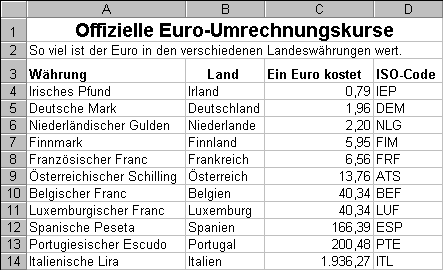 A B C D
1 Offizielle Euro-Umrechnungskurse
2 So viel ist der Euro in den verschiedenen Landeswährungen wert.
3 Währung Land Ein Euro kostet ISO-Code
4 Irisches Pfund Irland 0,79 IEP
5 Deutsche Mark Deutschland 1,96 DEM
6 Niederländischer Gulden Niederlande 2,20 NLG
7 Finnmark Finnland 5,95 FIM
8 Französischer Franc Frankreich 6,56 FRF
9 Österreichischer Schilling Österreich 13,76 ATS
10 Belgischer Franc Belgien 40,34 BEF
11 Luxemburgischer Franc Luxemburg 40,34 LUF
12 Spanische Peseta Spanien 166,39 ESP
13 Portugiesischer Escudo Portugal 200,48 PTE
14 Italienische Lira Italien 1.936,27 ITL